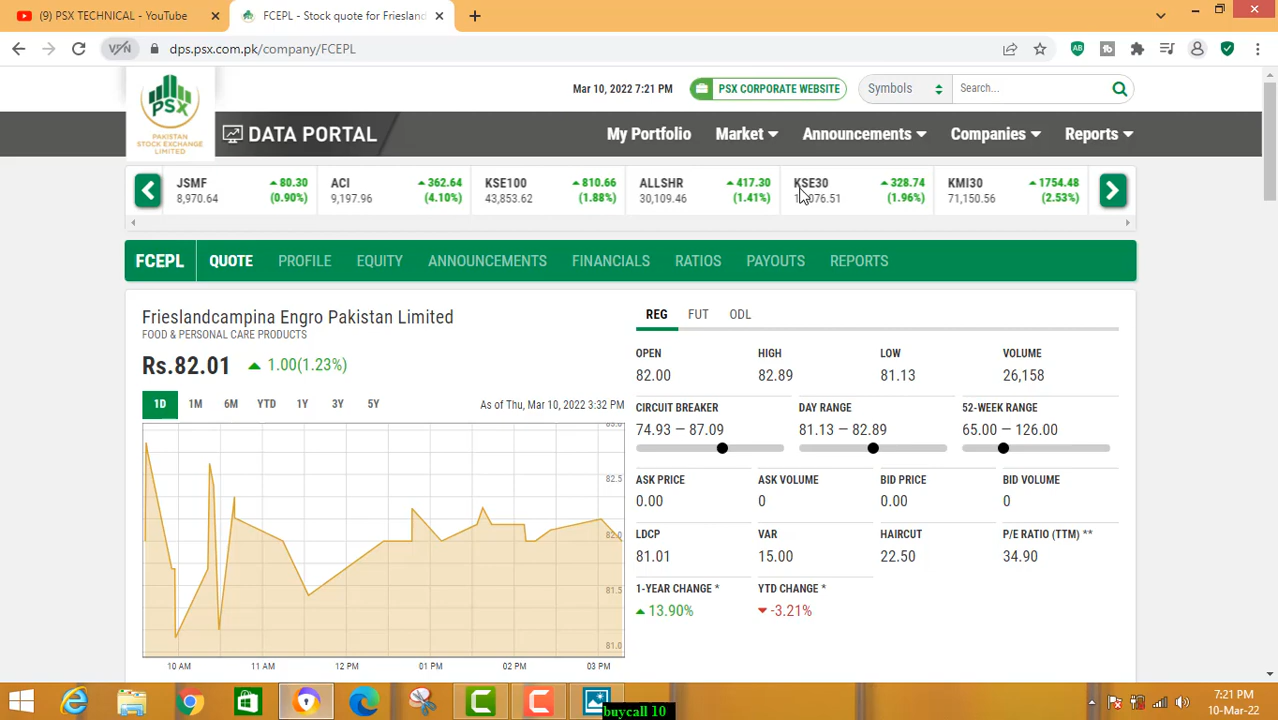 (9) PSX TECHNICAL - YouTube
FCEPL - Stock quote for Friesland
dps.psx.com.pk/company/FCEPL
VPN
PSX
PAKISTAN
STOCK EXCHANGE
LIMITED
Mar 10, 2022 7:21 PM
PSX CORPORATE WEBSITE
Symbols
Search...
DATA PORTAL
My Portfolio
Market
Announcements
Companies
Reports
JSMF 80.30
8,970.64 (0.90%)
ACI 362.64
9,197.96 (4.10%)
KSE100 810.66
43,853.62 (1.88%)
ALLSHR 417.30
30,109.46 (1.41%)
KSE30 328.74
076.51 (1.96%)
KMI30 1754.48
71,150.56 (2.53%)
FCEPL QUOTE PROFILE EQUITY ANNOUNCEMENTS FINANCIALS RATIOS PAYOUTS REPORTS
Frieslandcampina Engro Pakistan Limited
FOOD & PERSONAL CARE PRODUCTS
Rs.82.01 1.00(1.23%)
1D 1M 6M YTD 1Y 3Y 5Y
As of Thu, Mar 10, 2022 3:32 PM
82.5
82.0
81.5
81.0
10 AM 11 AM 12 PM 01 PM 02 PM 03 PM
REG FUT ODL
OPEN HIGH LOW VOLUME
82.00 82.89 81.13 26,158
CIRCUIT BREAKER DAY RANGE 52-WEEK RANGE
74.93 — 87.09 81.13 — 82.89 65.00 — 126.00
ASK PRICE ASK VOLUME BID PRICE BID VOLUME
0.00 0 0.00 0
LDCP VAR HAIRCUT P/E RATIO (TTM) **
81.01 15.00 22.50 34.90
1-YEAR CHANGE * YTD CHANGE *
13.90% -3.21%
buycall 10
7:21 PM
10-Mar-22